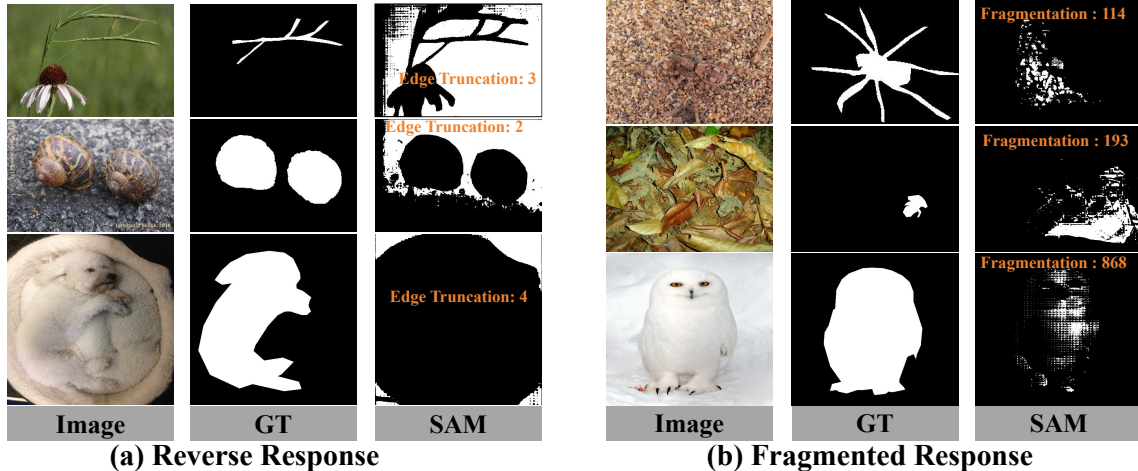 Edge Truncation: 3
Edge Truncation: 2
Edge Truncation: 4
Image GT SAM
(a) Reverse Response
Fragmentation : 114
Fragmentation : 193
Fragmentation : 868
Image GT SAM
(b) Fragmented Response